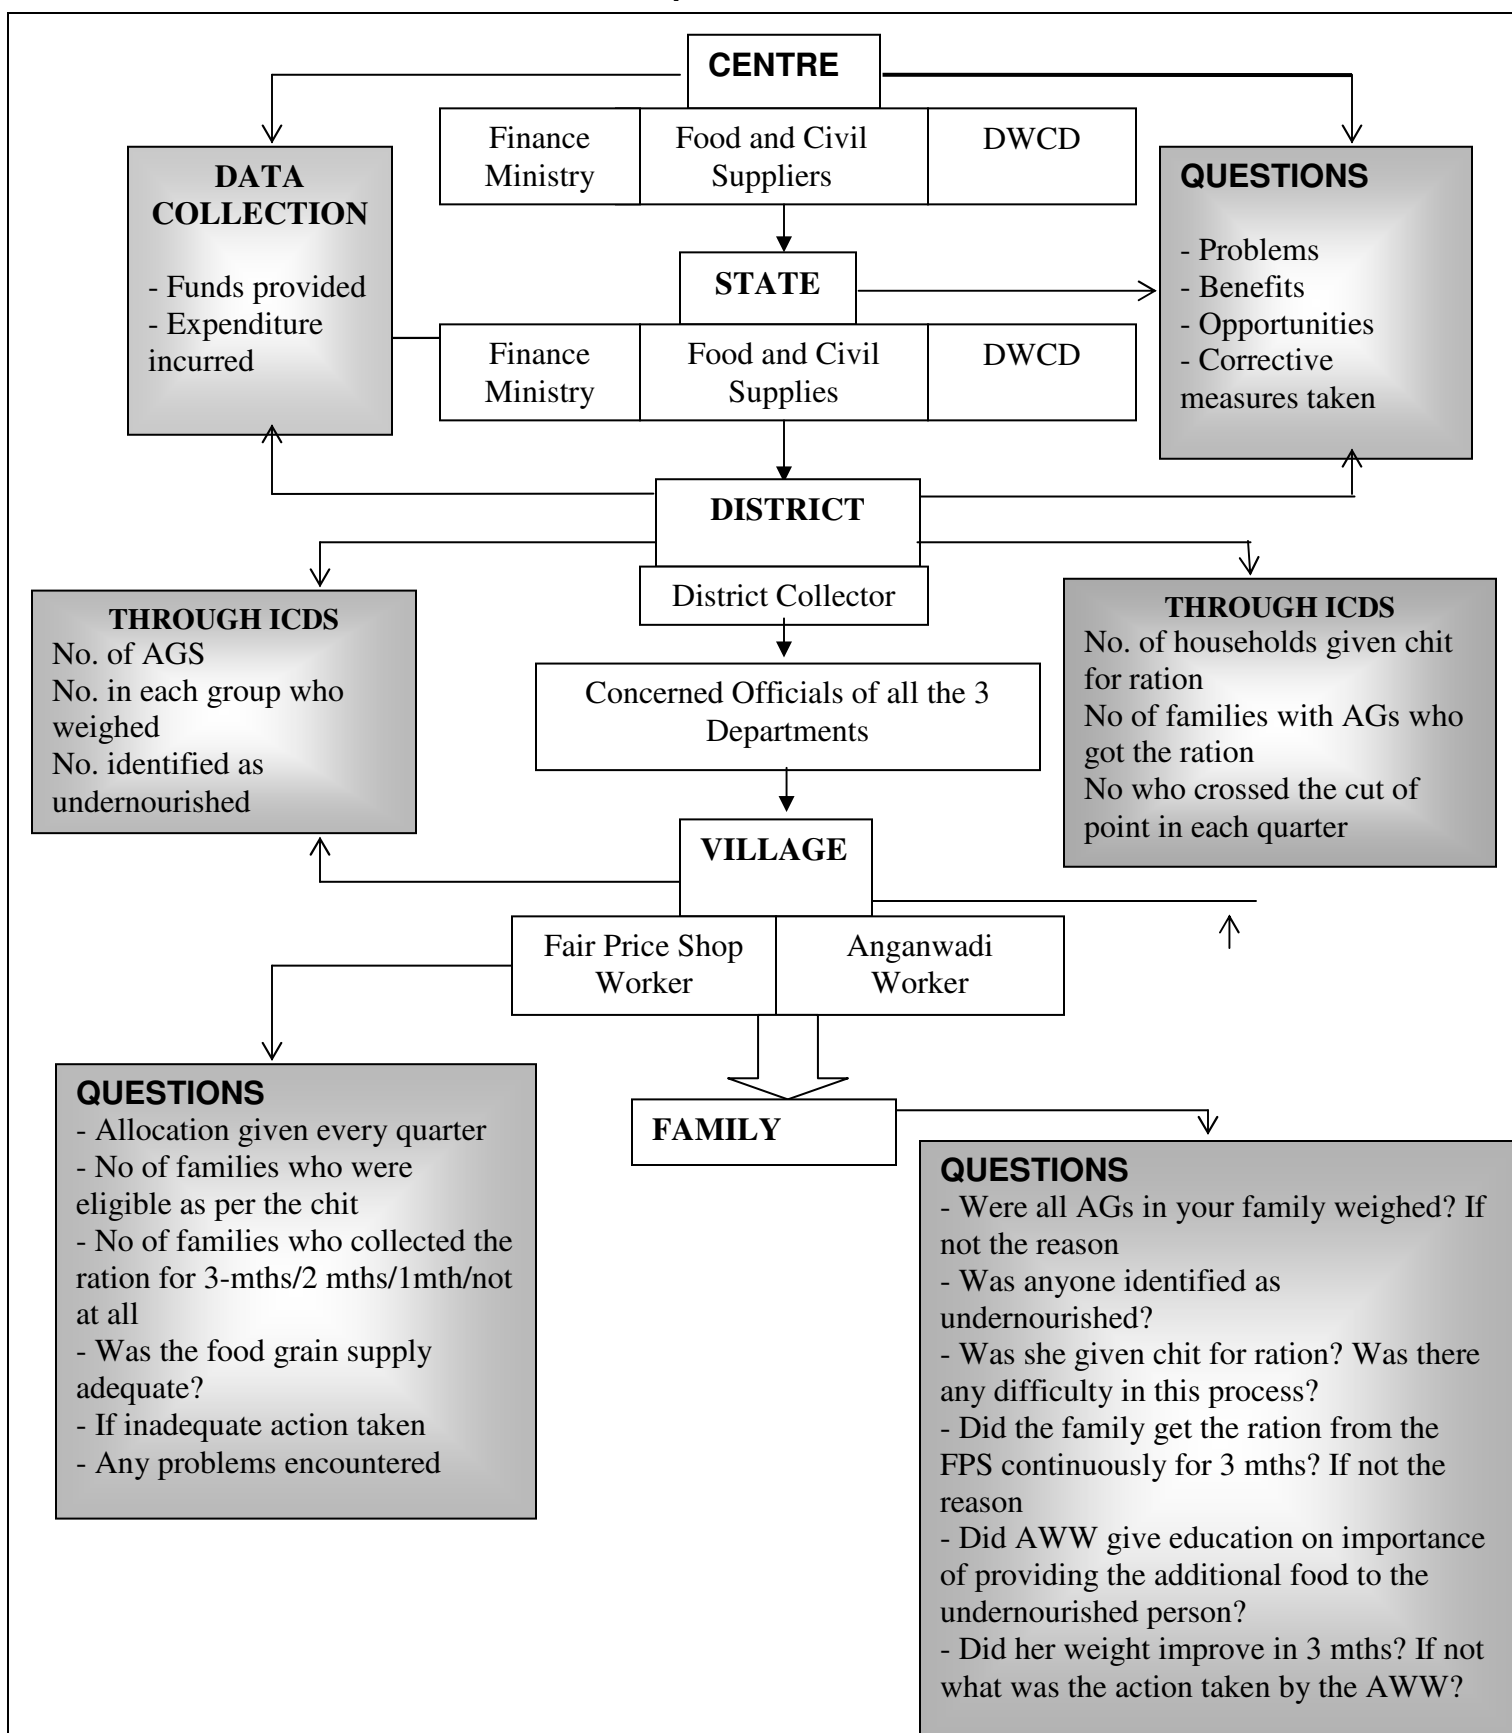 CENTRE
Finance
Ministry
Food and Civil
Suppliers
DWCD
DATA
COLLECTION
- Funds provided
- Expenditure
incurred
QUESTIONS
- Problems
- Benefits
- Opportunities
- Corrective
measures taken
STATE
Finance
Ministry
Food and Civil
Supplies
DWCD
DISTRICT
District Collector
THROUGH ICDS
No. of AGS
No. in each group who
weighed
No. identified as
undernourished
Concerned Officials of all the 3
Departments
THROUGH ICDS
No. of households given chit
for ration
No of families with AGs who
got the ration
No who crossed the cut of
point in each quarter
VILLAGE
Fair Price Shop
Worker
Anganwadi
Worker
QUESTIONS
- Allocation given every quarter
- No of families who were
eligible as per the chit
- No of families who collected the
ration for 3-mths/2 mths/1mth/not
at all
- Was the food grain supply
adequate?
- If inadequate action taken
- Any problems encountered
FAMILY
QUESTIONS
- Were all AGs in your family weighed? If
not the reason
- Was anyone identified as
undernourished?
- Was she given chit for ration? Was there
any difficulty in this process?
- Did the family get the ration from the
FPS continuously for 3 mths? If not the
reason
- Did AWW give education on importance
of providing the additional food to the
undernourished person?
- Did her weight improve in 3 mths? If not
what was the action taken by the AWW?